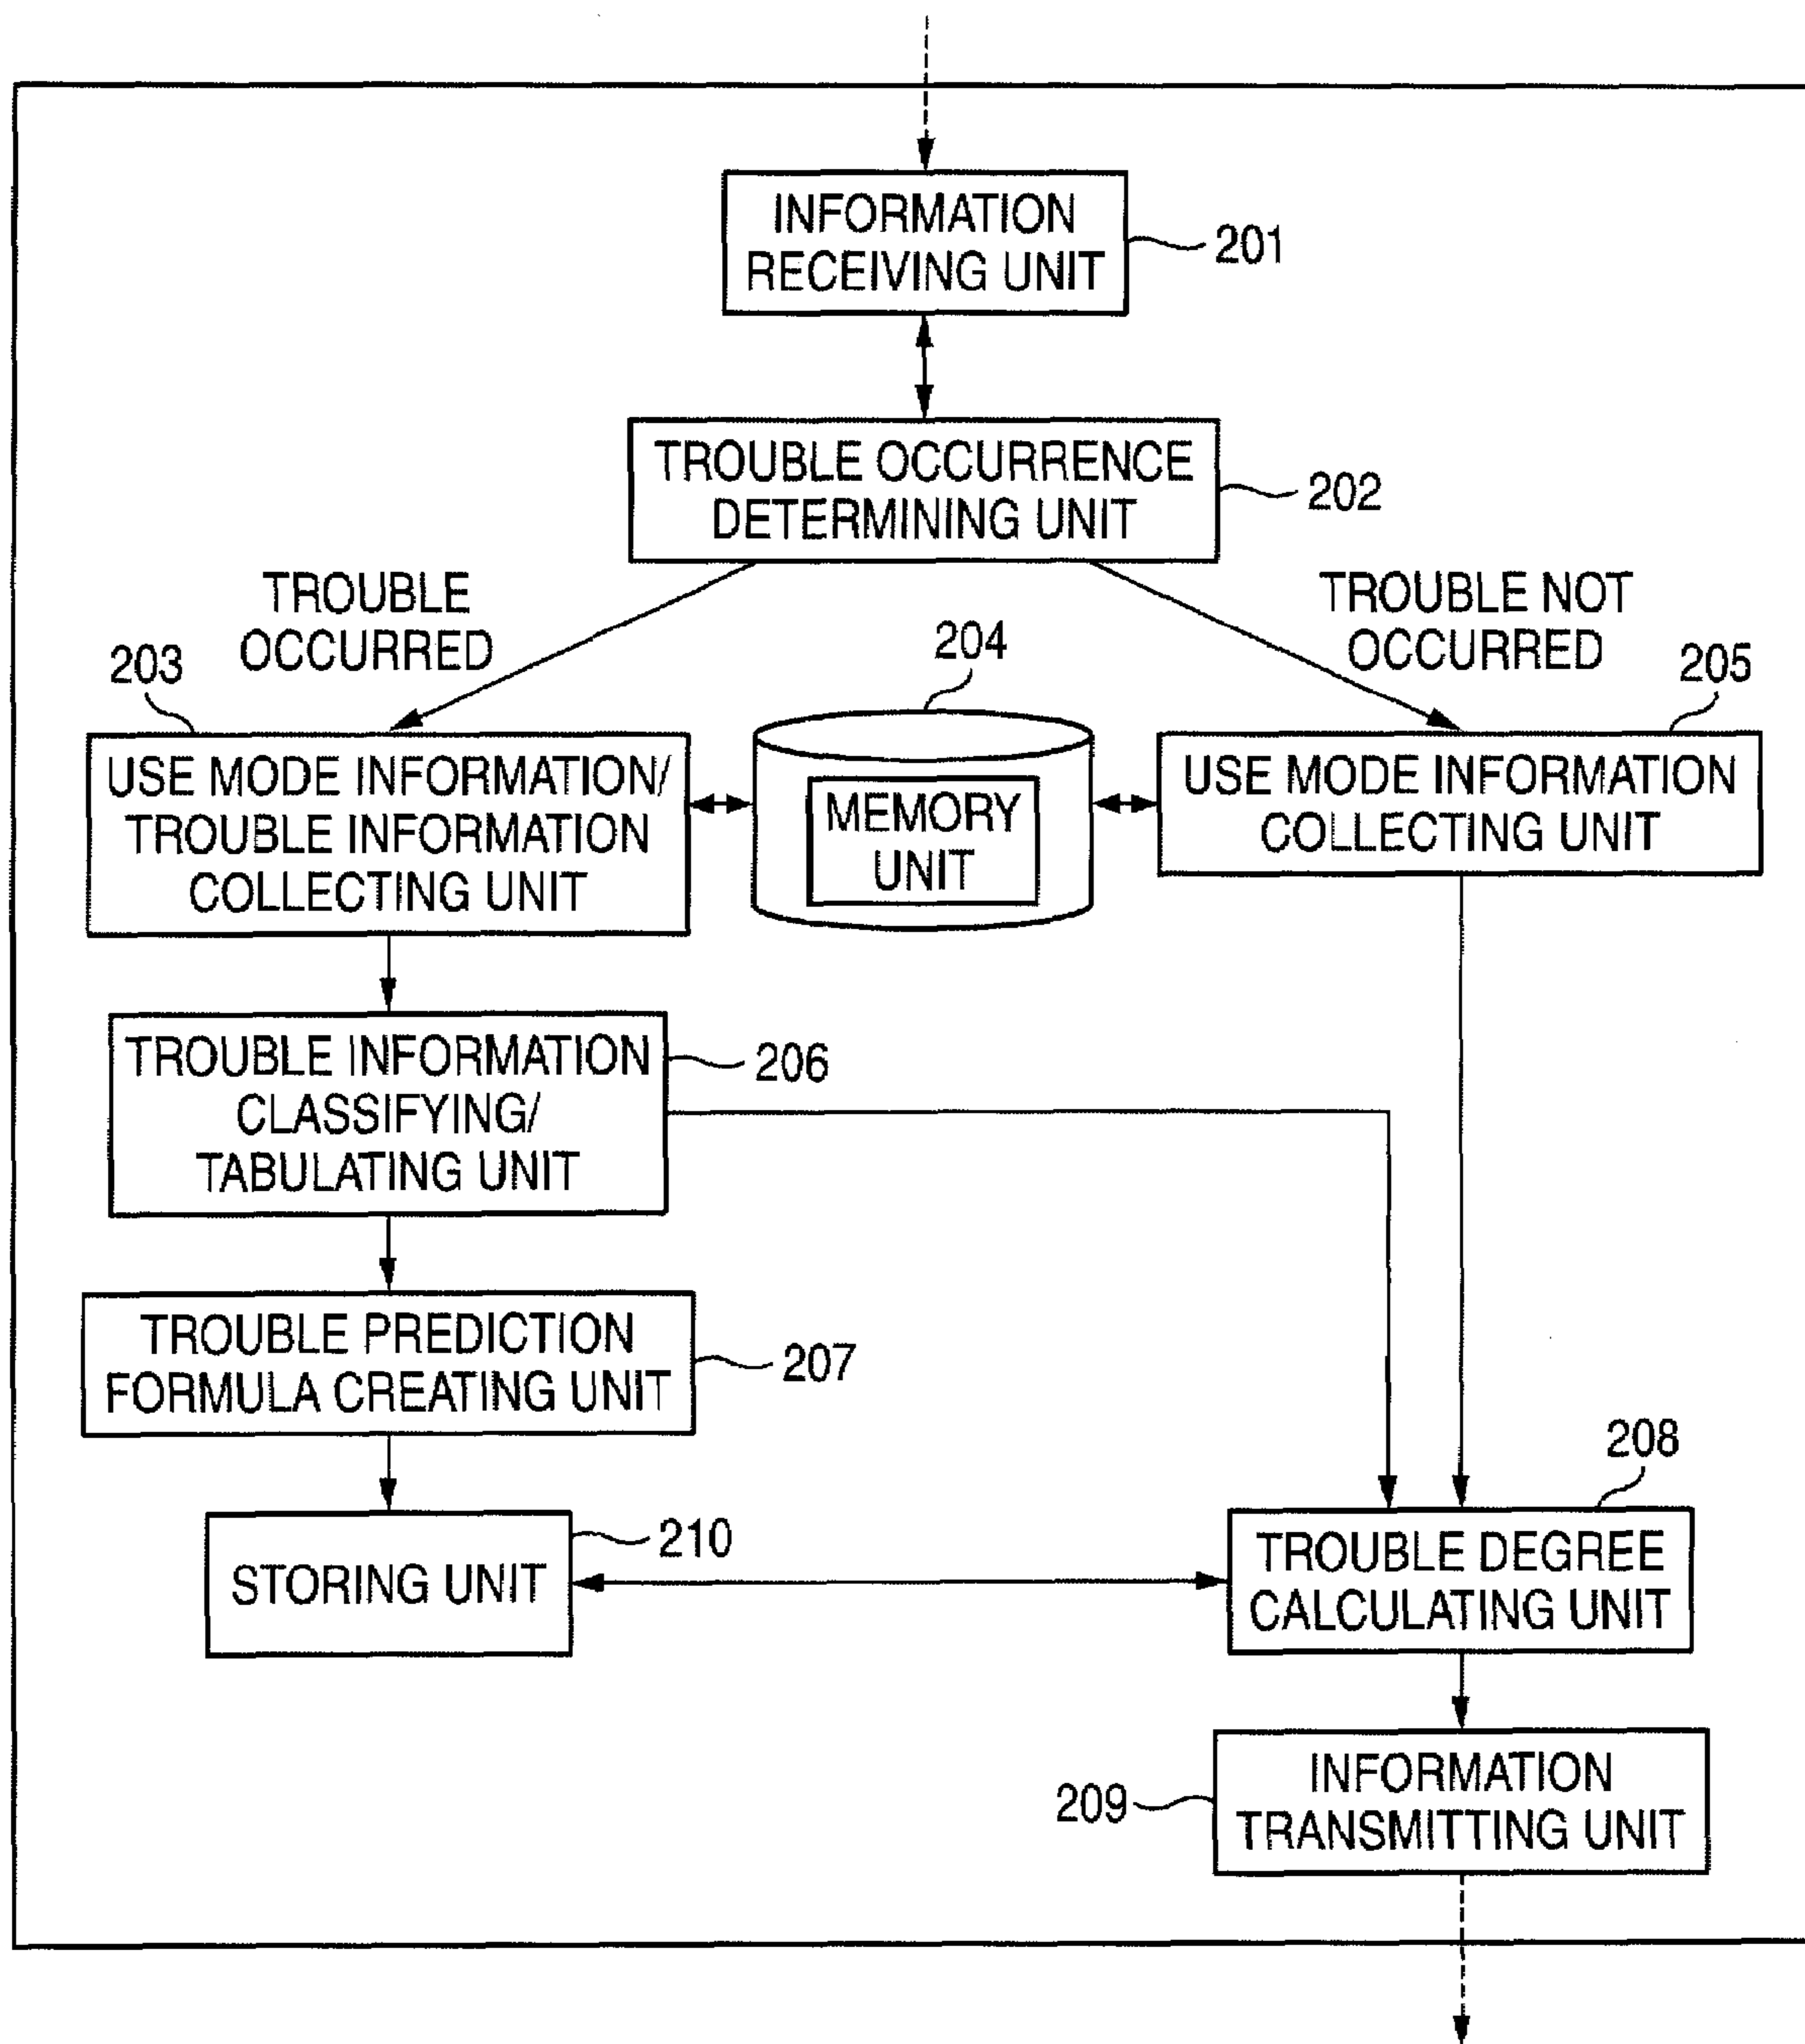 INFORMATION
RECEIVING UNIT
201
TROUBLE OCCURRENCE
DETERMINING UNIT
202
TROUBLE
OCCURRED
TROUBLE NOT
OCCURRED
203
204
205
USE MODE INFORMATION/
TROUBLE INFORMATION
COLLECTING UNIT
MEMORY
UNIT
USE MODE INFORMATION
COLLECTING UNIT
TROUBLE INFORMATION
CLASSIFYING/
TABULATING UNIT
206
TROUBLE PREDICTION
FORMULA CREATING UNIT
207
208
STORING UNIT
210
TROUBLE DEGREE
CALCULATING UNIT
209
INFORMATION
TRANSMITTING UNIT